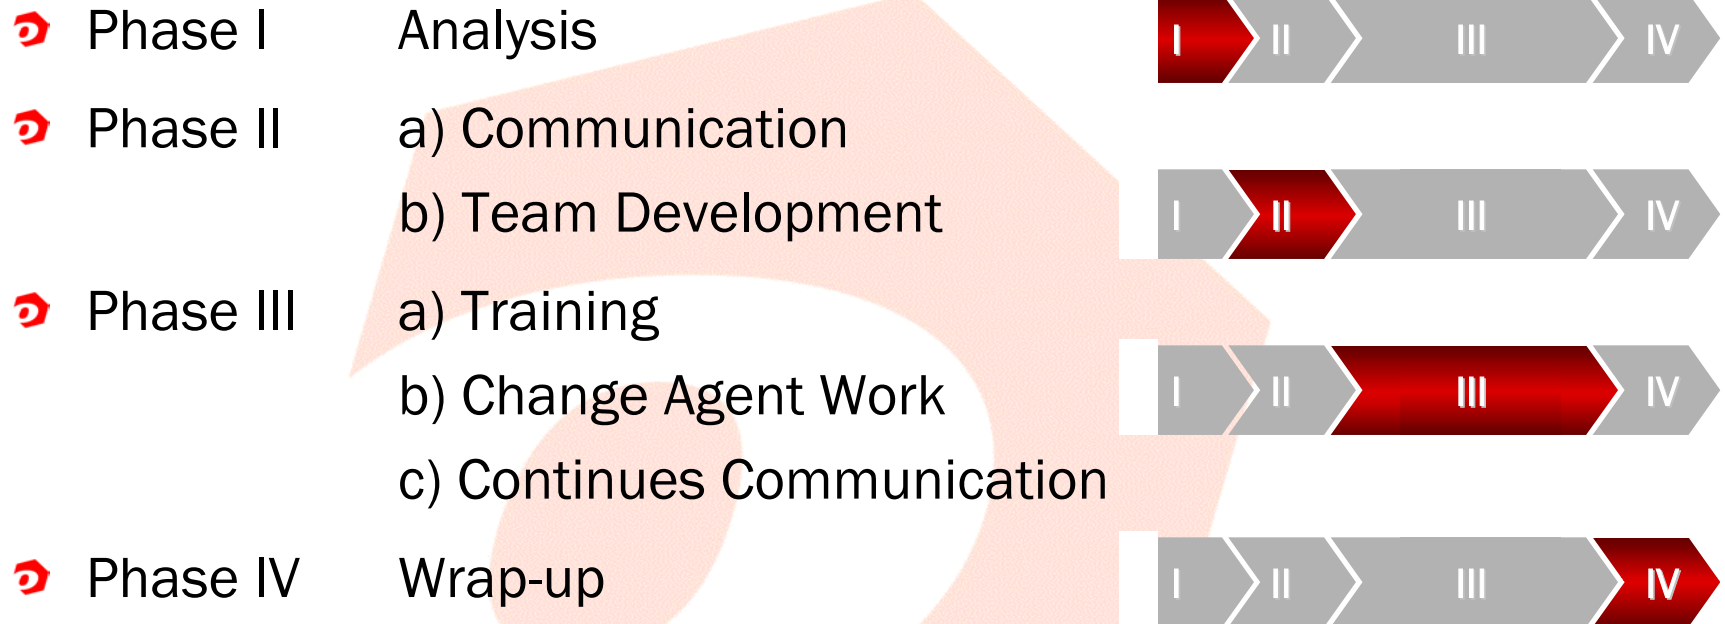 Phase I Analysis
I II III IV
Phase II a) Communication
b) Team Development
I II III IV
Phase III a) Training
b) Change Agent Work
I II III IV
c) Continues Communication
Phase IV Wrap-up
I II III IV